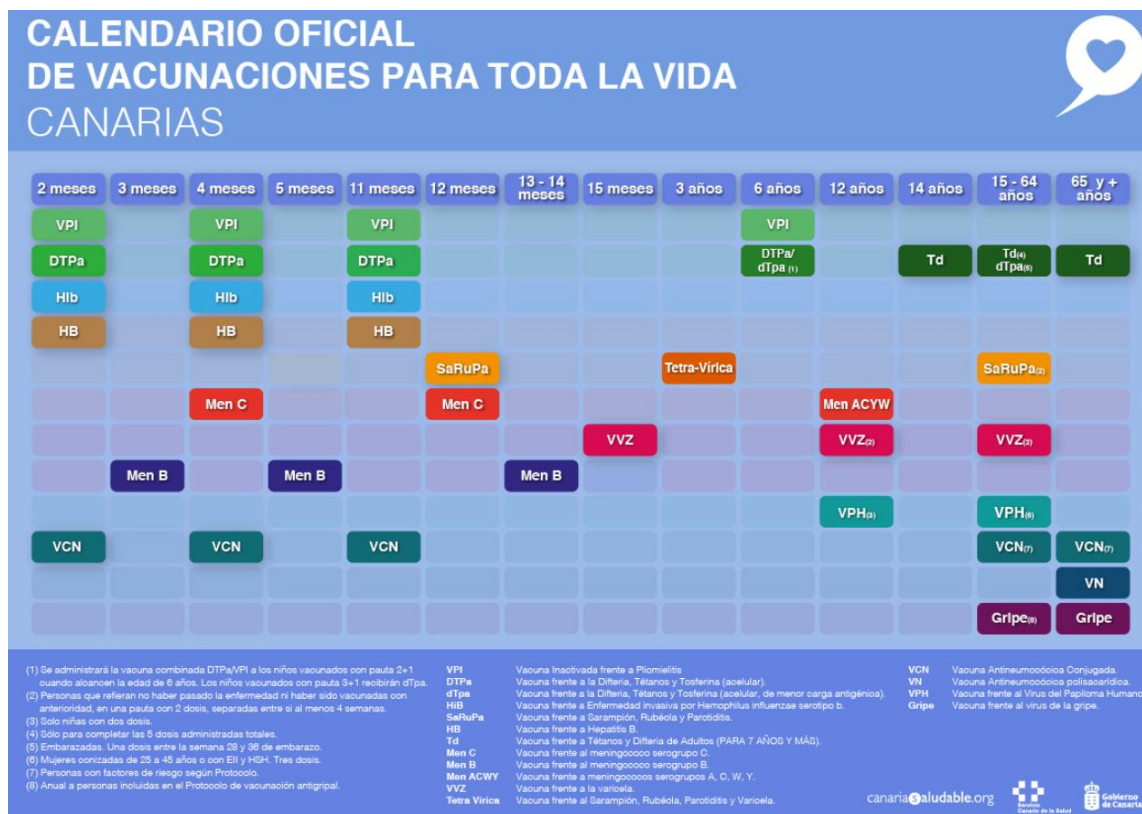 CALENDARIO OFICIAL
DE VACUNACIONES PARA TODA LA VIDA
CANARIAS
2 meses 3 meses 4 meses 5 meses 11 meses 12 meses 13 - 14 meses 15 meses 3 años 6 años 12 años 14 años 15 - 64 años 65 y + años
VPI VPI VPI VPI
DTPa DTPa DTPa DTPa/ dTpa (1) Td Td(4) dTpa(5) Td
HIb HIb HIb
HB HB HB
SaRuPa Tetra-Vírica SaRuPa(2)
Men C Men C Men ACYW
VVZ VVZ(2) VVZ(2)
Men B Men B Men B
VPH(3) VPH(6)
VCN VCN VCN VCN(7) VCN(7)
VN
Gripe(8) Gripe
(1) Se administrará la vacuna combinada DTPa/VPI a los niños vacunados con pauta 2+1
cuando alcancen la edad de 6 años. Los niños vacunados con pauta 3+1 recibirán dTpa.
(2) Personas que refieran no haber pasado la enfermedad ni haber sido vacunadas con
anterioridad, en una pauta con 2 dosis, separadas entre si al menos 4 semanas.
(3) Solo niñas con dos dosis.
(4) Sólo para completar las 5 dosis administradas totales.
(5) Embarazadas. Una dosis entre la semana 28 y 36 de embarazo.
(6) Mujeres conizadas de 25 a 45 años o con EII y HSH. Tres dosis.
(7) Personas con factores de riesgo según Protocolo.
(8) Anual a personas incluidas en el Protocolo de vacunación antigripal.
VPI Vacuna Inactivada frente a Pliomielitis
DTPa Vacuna frente a la Difteria, Tétanos y Tosferina (acelular).
dTpa Vacuna frente a la Difteria, Tétanos y Tosferina (acelular, de menor carga antigénica).
HiB Vacuna frente a Enfermedad invasiva por Hemophilus influenzae serotipo b.
SaRuPa Vacuna frente a Sarampión, Rubéola y Parotiditis.
HB Vacuna frente a Hepatitis B.
Td Vacuna frente a Tétanos y Difteria de Adultos (PARA 7 AÑOS Y MÁS).
Men C Vacuna frente al meningococo serogrupo C.
Men B Vacuna frente al meningococo serogrupo B.
Men ACWY Vacuna frente a meningococos serogrupos A, C, W, Y.
VVZ Vacuna frente a la varicela.
Tetra Vírica Vacuna frente al Sarampión, Rubéola, Parotiditis y Varicela.
VCN Vacuna Antineumocócica Conjugada.
VN Vacuna Antineumocócica polisacarídica.
VPH Vacuna frente al Virus del Papiloma Humano
Gripe Vacuna frente al virus de la gripe.
canariasaludable.org
Servicio Canario de la Salud
Gobierno de Canarias